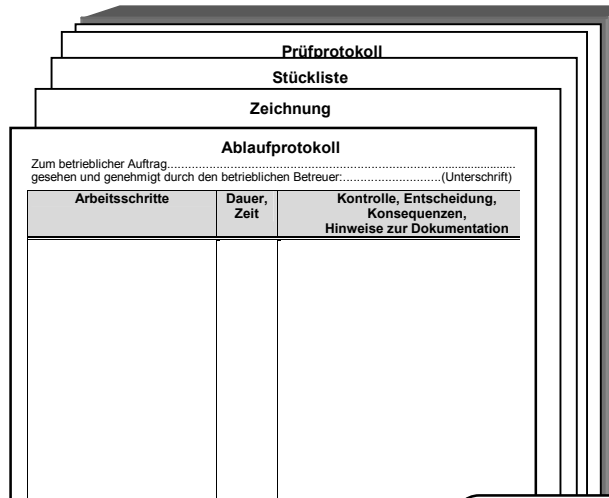 Prüfprotokoll
Stückliste
Zeichnung
Ablaufprotokoll
Zum betrieblicher Auftrag....................................................................................................
gesehen und genehmigt durch den betrieblichen Betreuer:............................(Unterschrift)
Arbeitsschritte Dauer, Zeit Kontrolle, Entscheidung,
Konsequenzen,
Hinweise zur Dokumentation